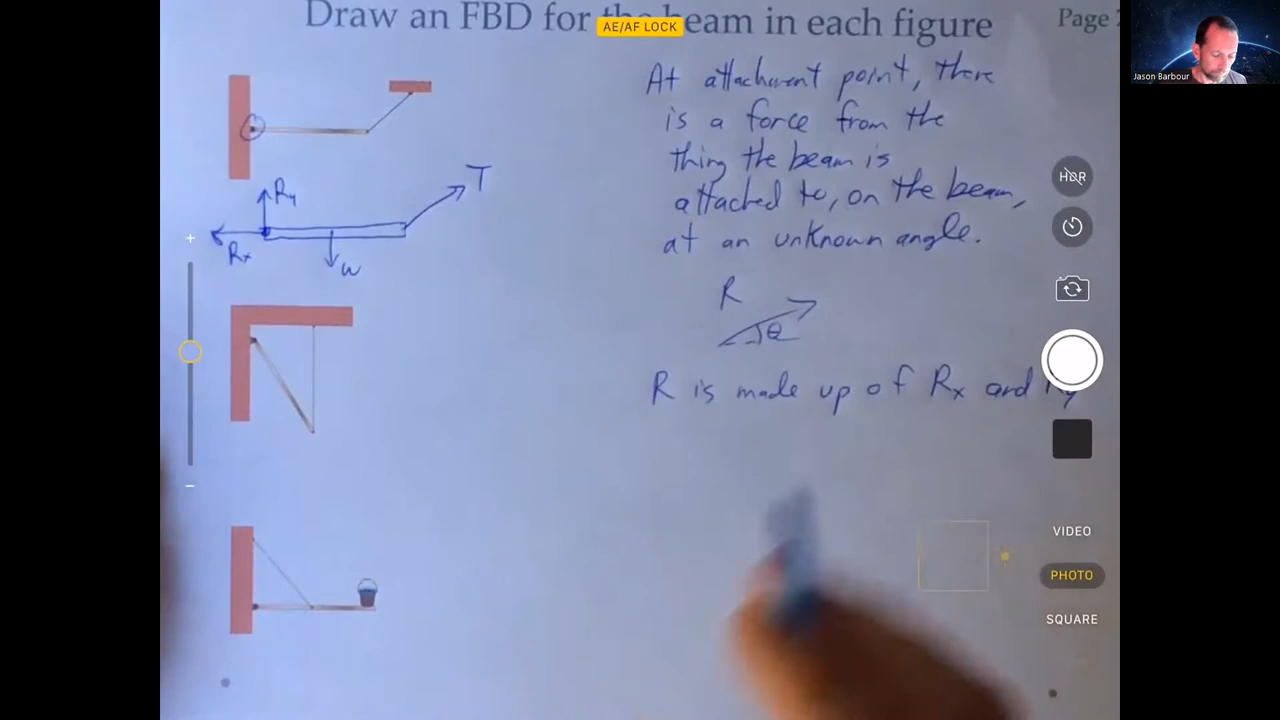 Draw an FBD for the beam in each figure
Page
AE/AF LOCK
Jason Barbour
At attachment point, there
is a force from the
thing the beam is
attached to, on the beam,
at an unknown angle.
HDR
T
Ry
Rx
W
R
θ
R is made up of Rx and Ry
VIDEO
PHOTO
SQUARE